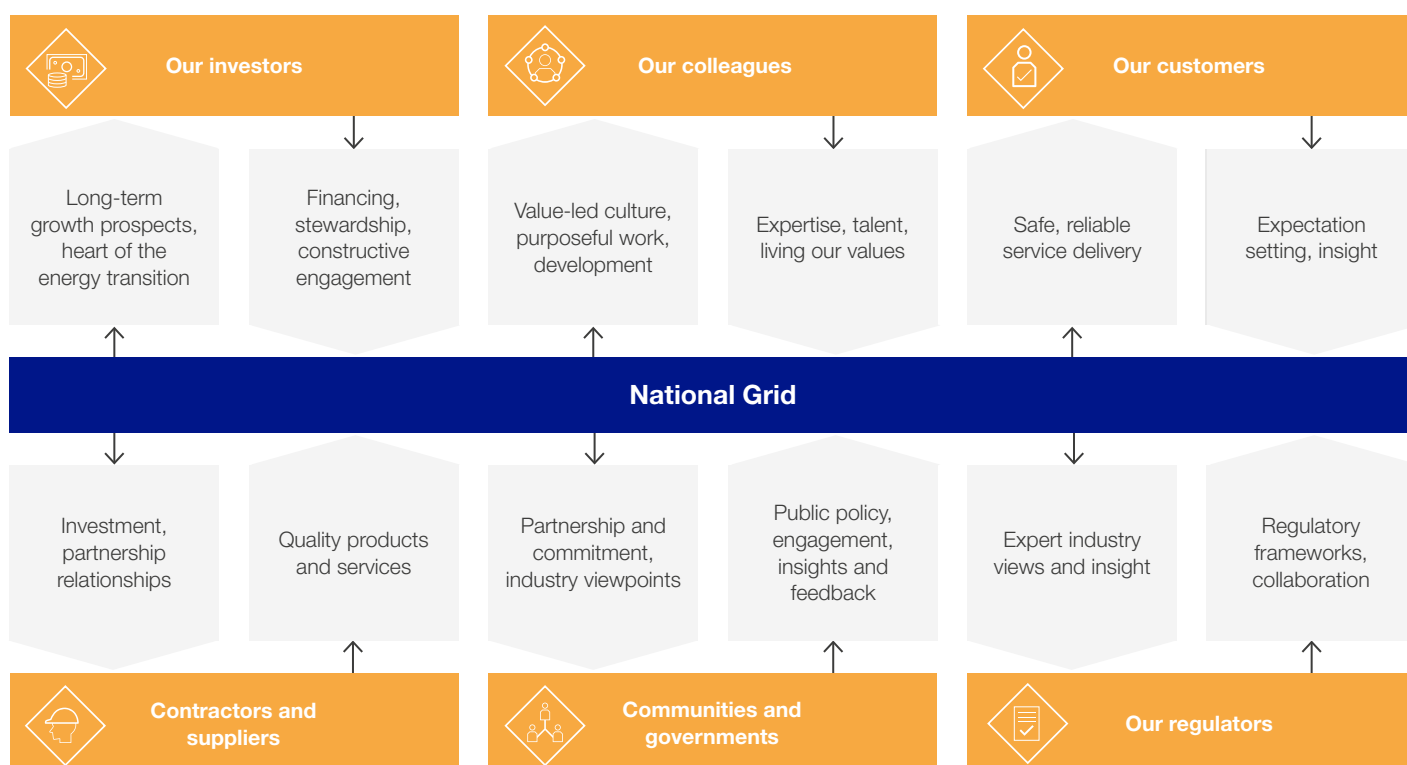 Our investors
Our colleagues
Our customers
Long-term
growth prospects,
heart of the
energy transition
Financing,
stewardship,
constructive
engagement
Value-led culture,
purposeful work,
development
Expertise, talent,
living our values
Safe, reliable
service delivery
Expectation
setting, insight
National Grid
Investment,
partnership
relationships
Quality products
and services
Partnership and
commitment,
industry viewpoints
Public policy,
engagement,
insights and
feedback
Expert industry
views and insight
Regulatory
frameworks,
collaboration
Contractors and
suppliers
Communities and
governments
Our regulators